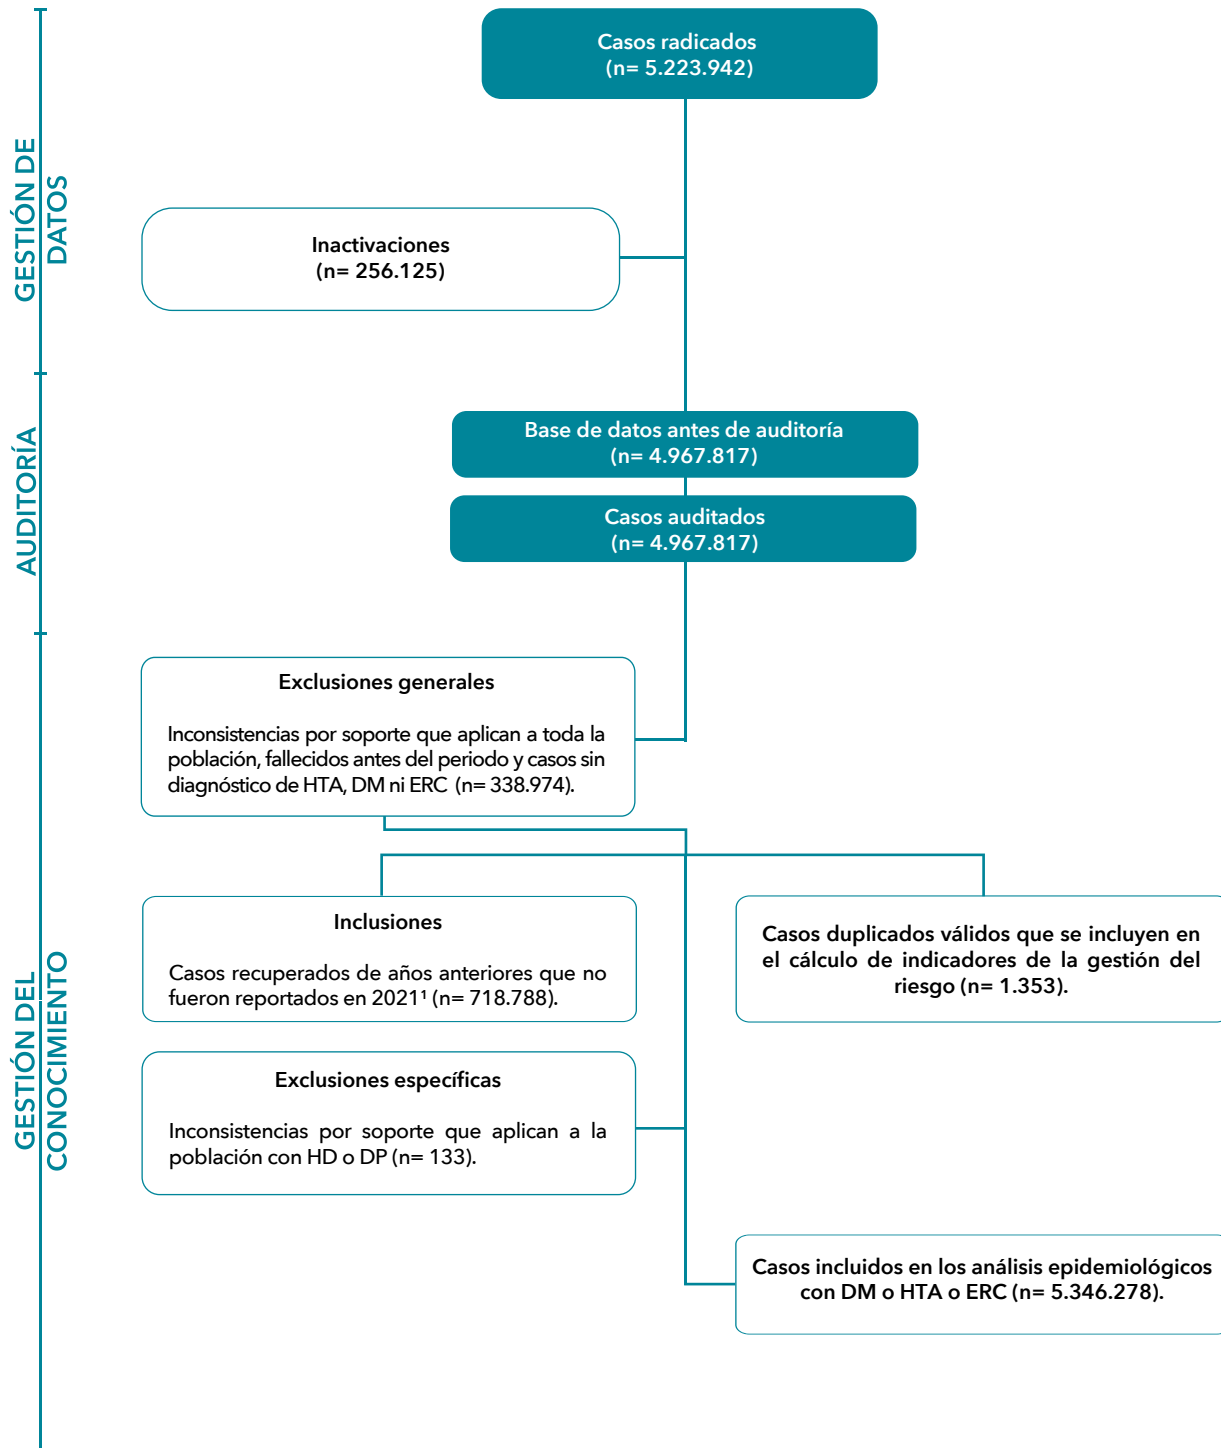 GESTIÓN DE
DATOS
Casos radicados
(n= 5.223.942)
Inactivaciones
(n= 256.125)
AUDITORÍA
Base de datos antes de auditoría
(n= 4.967.817)
Casos auditados
(n= 4.967.817)
GESTIÓN DEL
CONOCIMIENTO
Exclusiones generales
Inconsistencias por soporte que aplican a toda la
población, fallecidos antes del periodo y casos sin
diagnóstico de HTA, DM ni ERC (n= 338.974).
Inclusiones
Casos recuperados de años anteriores que no
fueron reportados en 2021¹ (n= 718.788).
Casos duplicados válidos que se incluyen en
el cálculo de indicadores de la gestión del
riesgo (n= 1.353).
Exclusiones específicas
Inconsistencias por soporte que aplican a la
población con HD o DP (n= 133).
Casos incluidos en los análisis epidemiológicos
con DM o HTA o ERC (n= 5.346.278).